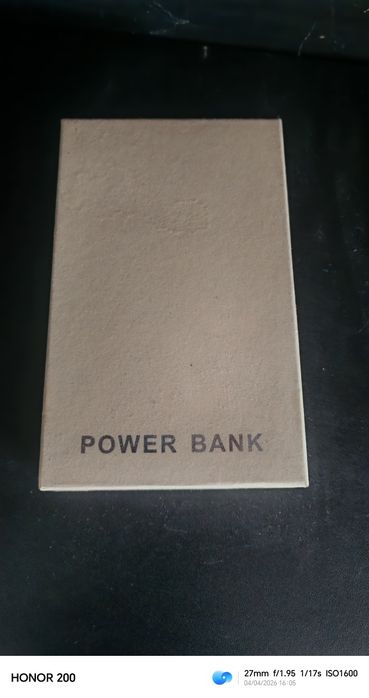 POWER BANK
HONOR 200
27mm f/1.95 1/17s ISO1600
04/04/2026 16:05